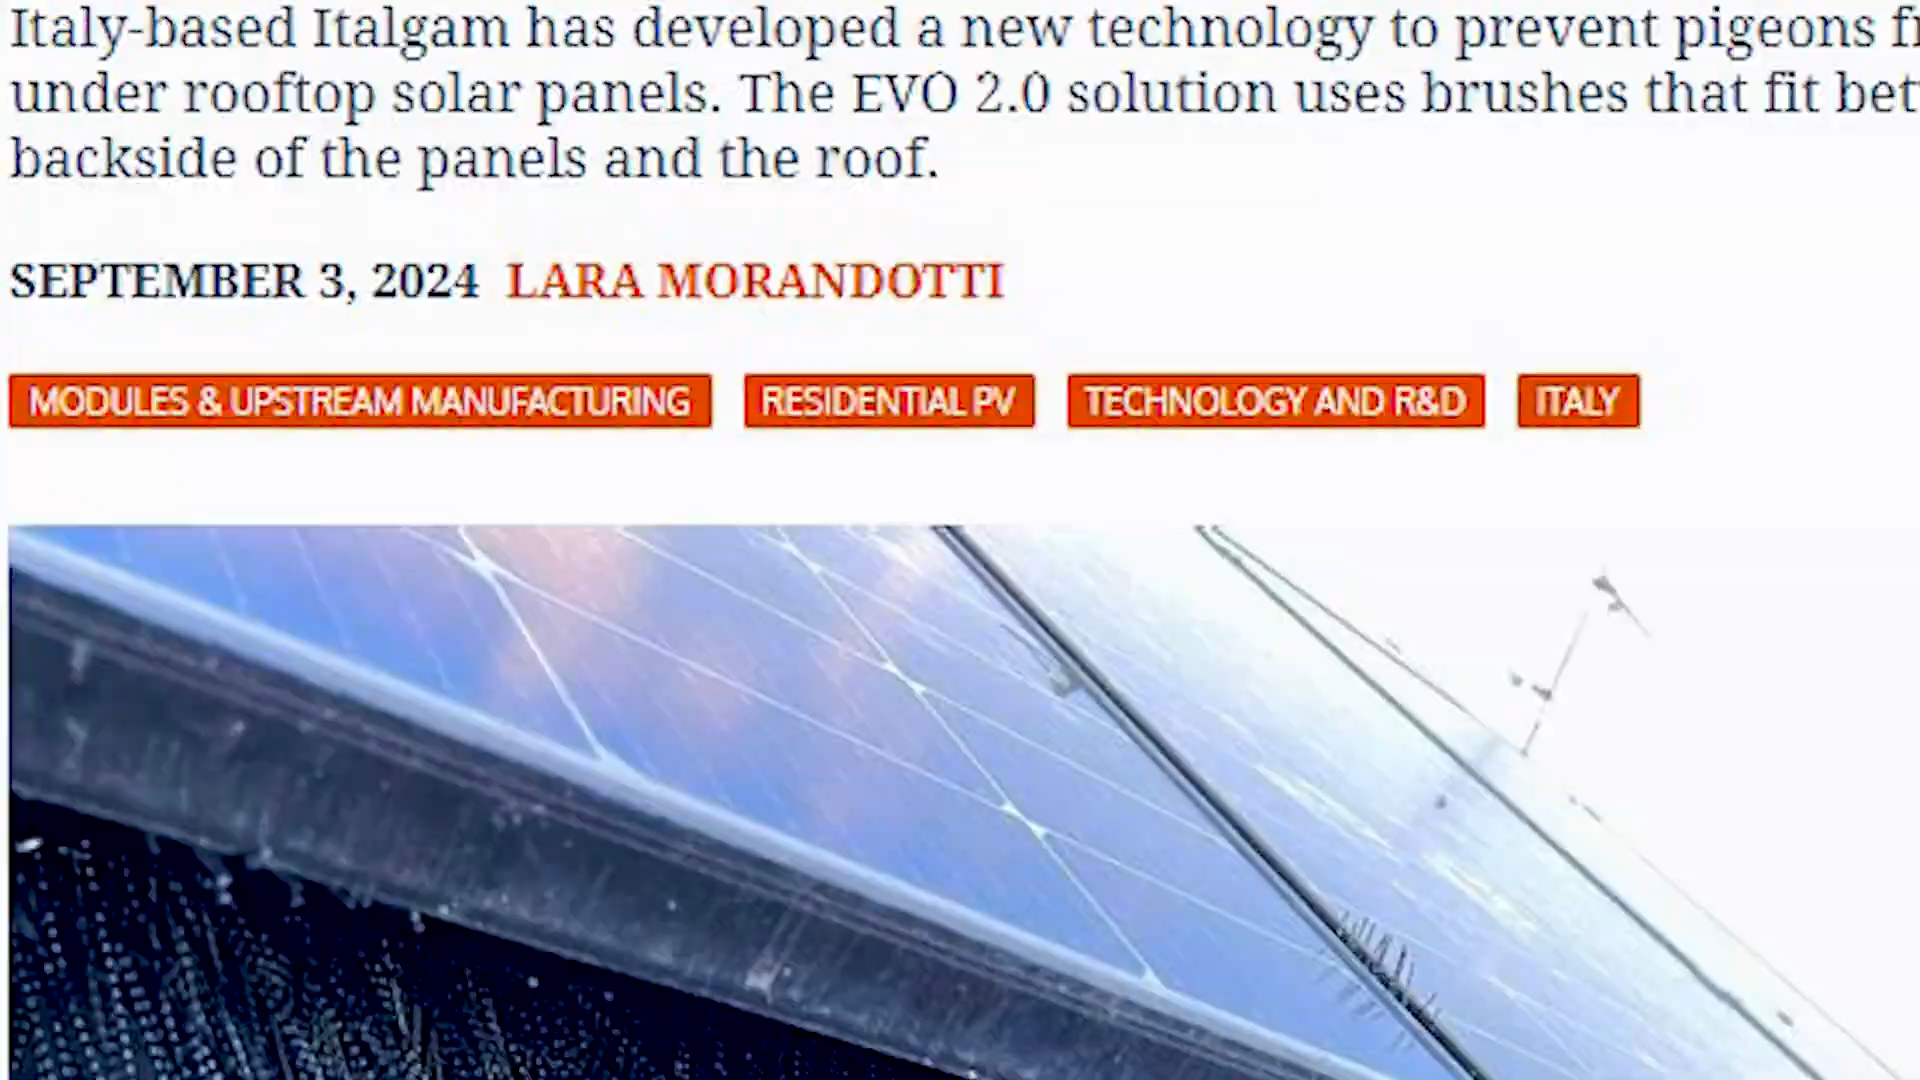 Italy-based Italgam has developed a new technology to prevent pigeons
under rooftop solar panels. The EVO 2.0 solution uses brushes that fit
backside of the panels and the roof.
SEPTEMBER 3, 2024 LARA MORANDOTTI
MODULES & UPSTREAM MANUFACTURING RESIDENTIAL PV TECHNOLOGY AND R&D ITALY